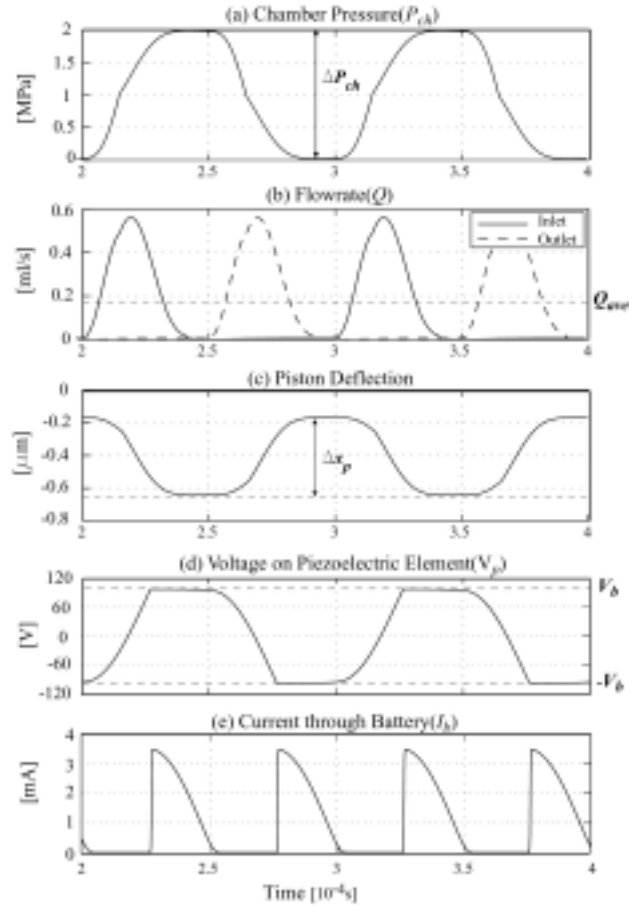 (a) Chamber Pressure(P_ch)
2
1.5
1
0.5
0
[MPa]
ΔP_ch
2 2.5 3 3.5 4
(b) Flowrate(Q)
0.6
0.4
0.2
0
[ml/s]
Inlet
Outlet
Q_ave
2 2.5 3 3.5 4
(c) Piston Deflection
0
-0.2
-0.4
-0.6
-0.8
[μm]
Δx_p
2 2.5 3 3.5 4
(d) Voltage on Piezoelectric Element(V_p)
120
60
0
-60
-120
[V]
V_b
-V_b
2 2.5 3 3.5 4
(e) Current through Battery(I_b)
4
3
2
1
0
[mA]
2 2.5 3 3.5 4
Time [10⁻⁴s]